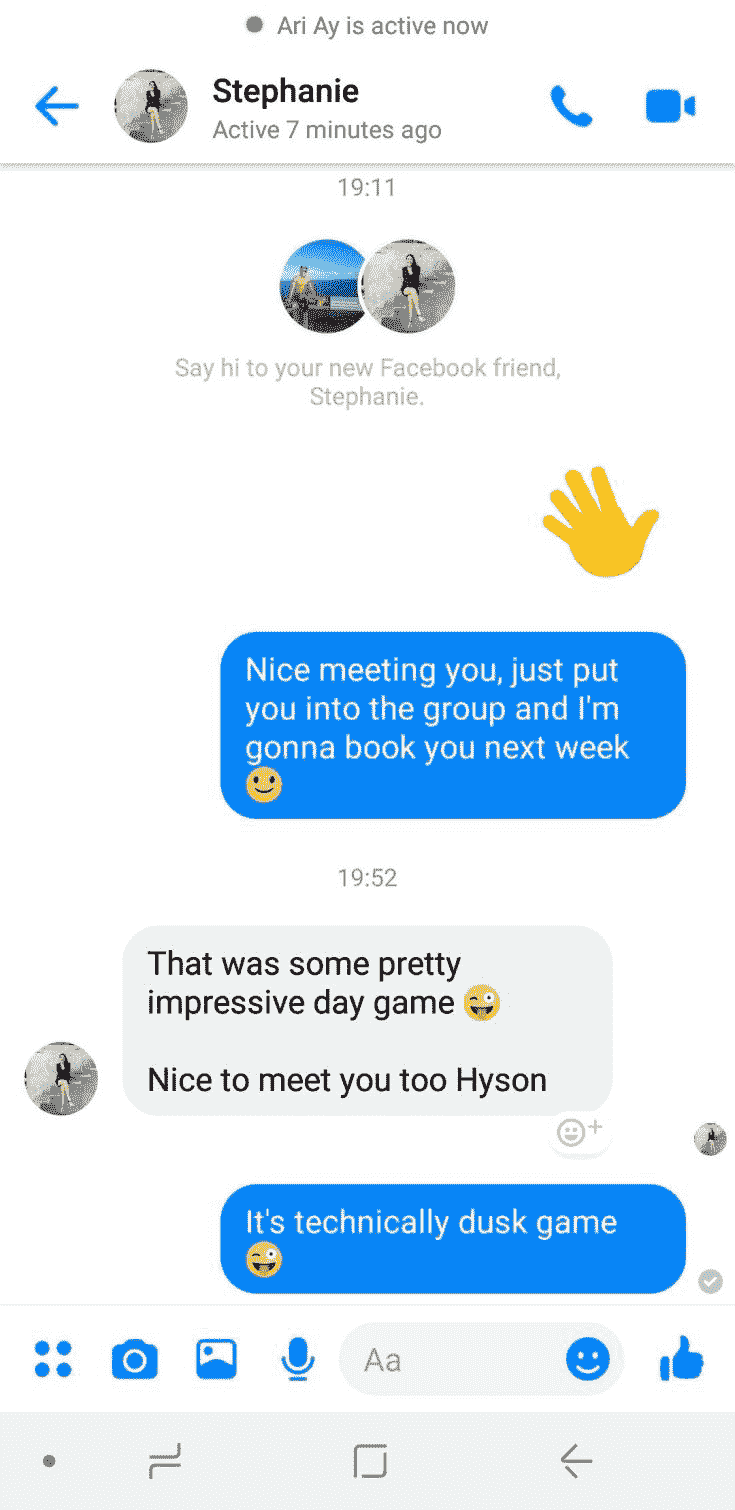 Ari Ay is active now
Stephanie
Active 7 minutes ago
19:11
Say hi to your new Facebook friend,
Stephanie.
Nice meeting you, just put
you into the group and I'm
gonna book you next week
🙂
19:52
That was some pretty
impressive day game 🤪
Nice to meet you too Hyson
It's technically dusk game
🤪
Aa